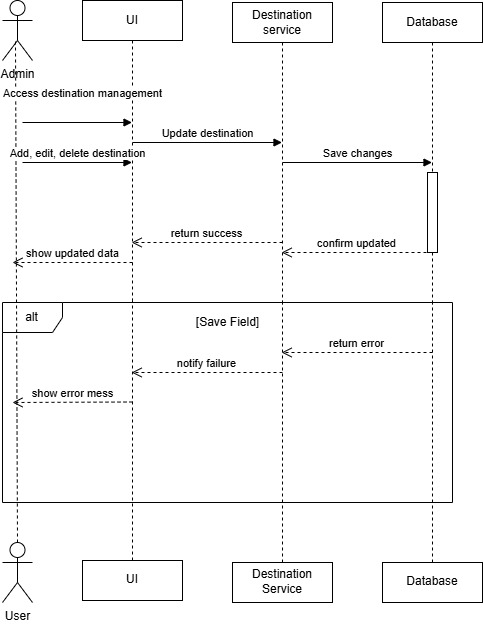 UI
Destination
service
Database
Admin
Access destination management
Update destination
Add, edit, delete destination
Save changes
return success
confirm updated
show updated data
alt
[Save Field]
return error
notify failure
show error mess
UI
Destination
Service
Database
User